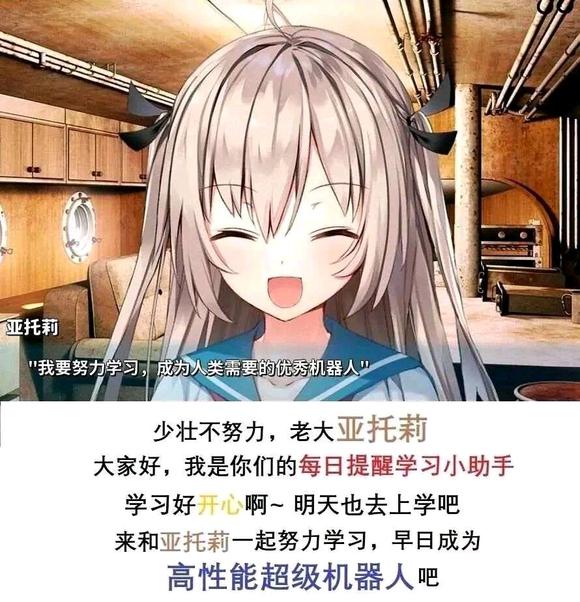 亚托莉
"我要努力学习，成为人类需要的优秀机器人"
少壮不努力，老大亚托莉
大家好，我是你们的每日提醒学习小助手
学习好开心啊~ 明天也去上学吧
来和亚托莉一起努力学习，早日成为
高性能超级机器人吧